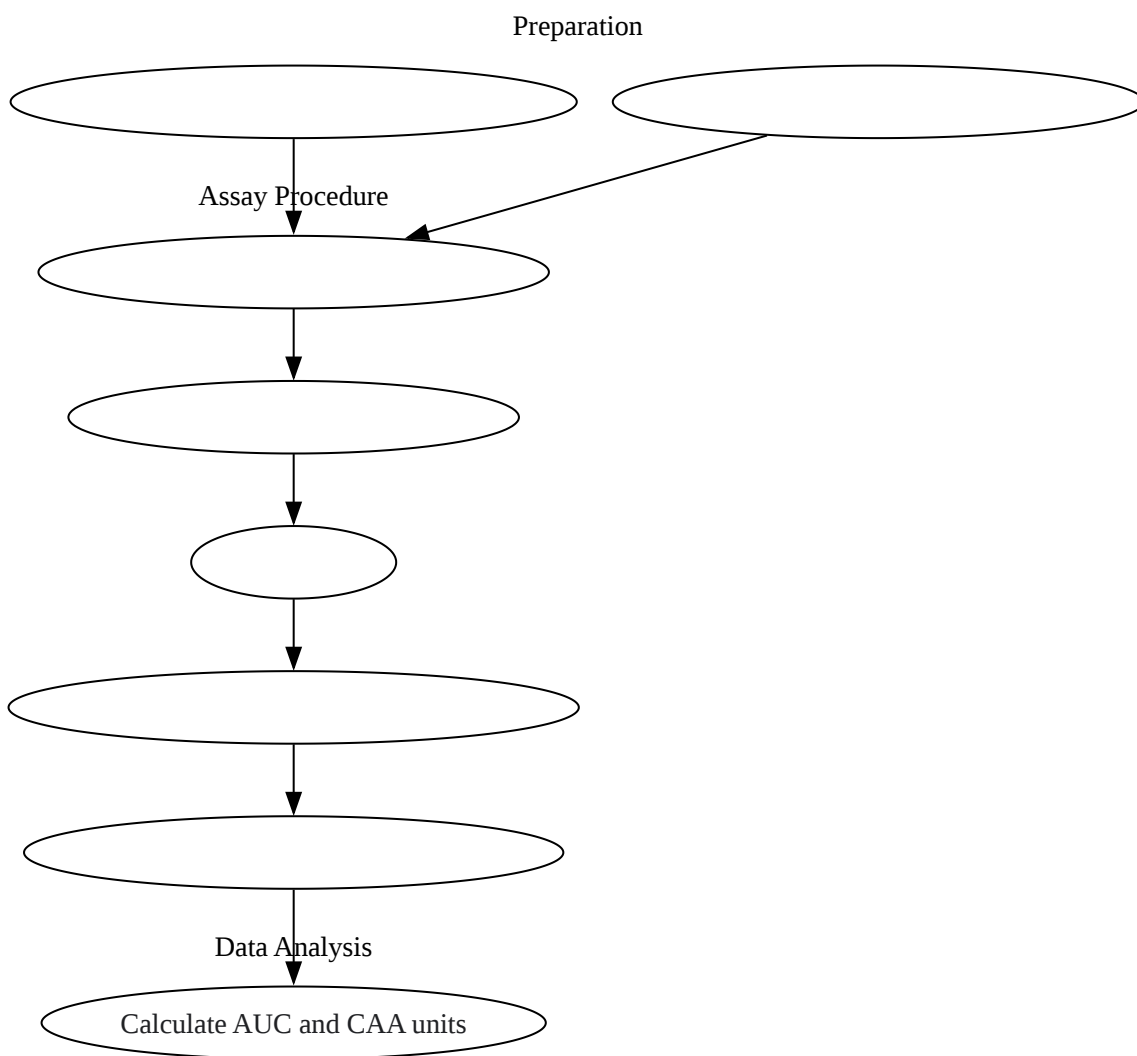 Preparation
Assay Procedure
Data Analysis
Calculate AUC and CAA units